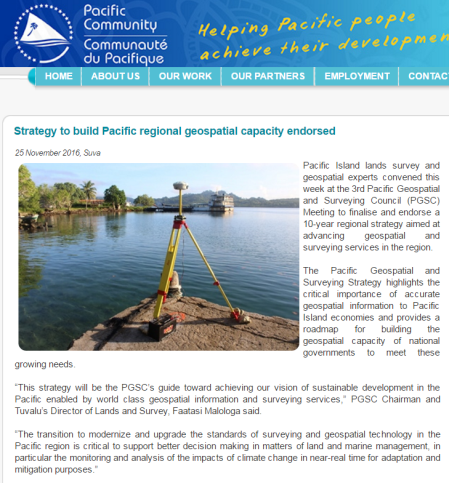 Pacific
Community
Communauté
du Pacifique
Helping Pacific people
achieve their developmen
HOME
ABOUT US
OUR WORK
OUR PARTNERS
EMPLOYMENT
CONTAC
Strategy to build Pacific regional geospatial capacity endorsed
25 November 2016, Suva
Pacific Island lands survey and
geospatial experts convened this
week at the 3rd Pacific Geospatial
and Surveying Council (PGSC)
Meeting to finalise and endorse a
10-year regional strategy aimed at
advancing geospatial and
surveying services in the region.
The Pacific Geospatial and
Surveying Strategy highlights the
critical importance of accurate
geospatial information to Pacific
Island economies and provides a
roadmap for building the
geospatial capacity of national
governments to meet these
growing needs.
"This strategy will be the PGSC's guide toward achieving our vision of sustainable development in the
Pacific enabled by world class geospatial information and surveying services," PGSC Chairman and
Tuvalu's Director of Lands and Survey, Faatasi Malologa said.
"The transition to modernize and upgrade the standards of surveying and geospatial technology in the
Pacific region is critical to support better decision making in matters of land and marine management, in
particular the monitoring and analysis of the impacts of climate change in near-real time for adaptation and
mitigation purposes."